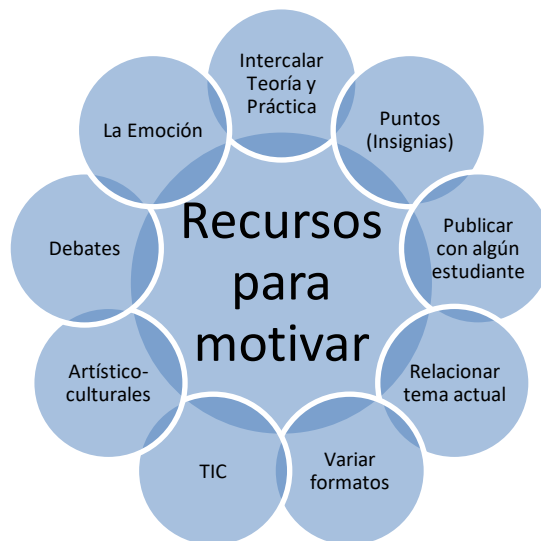 Recursos
para
motivar
Intercalar
Teoría y
Práctica
Puntos
(Insignias)
Publicar
con algún
estudiante
Relacionar
tema actual
Variar
formatos
TIC
Artístico-
culturales
Debates
La Emoción